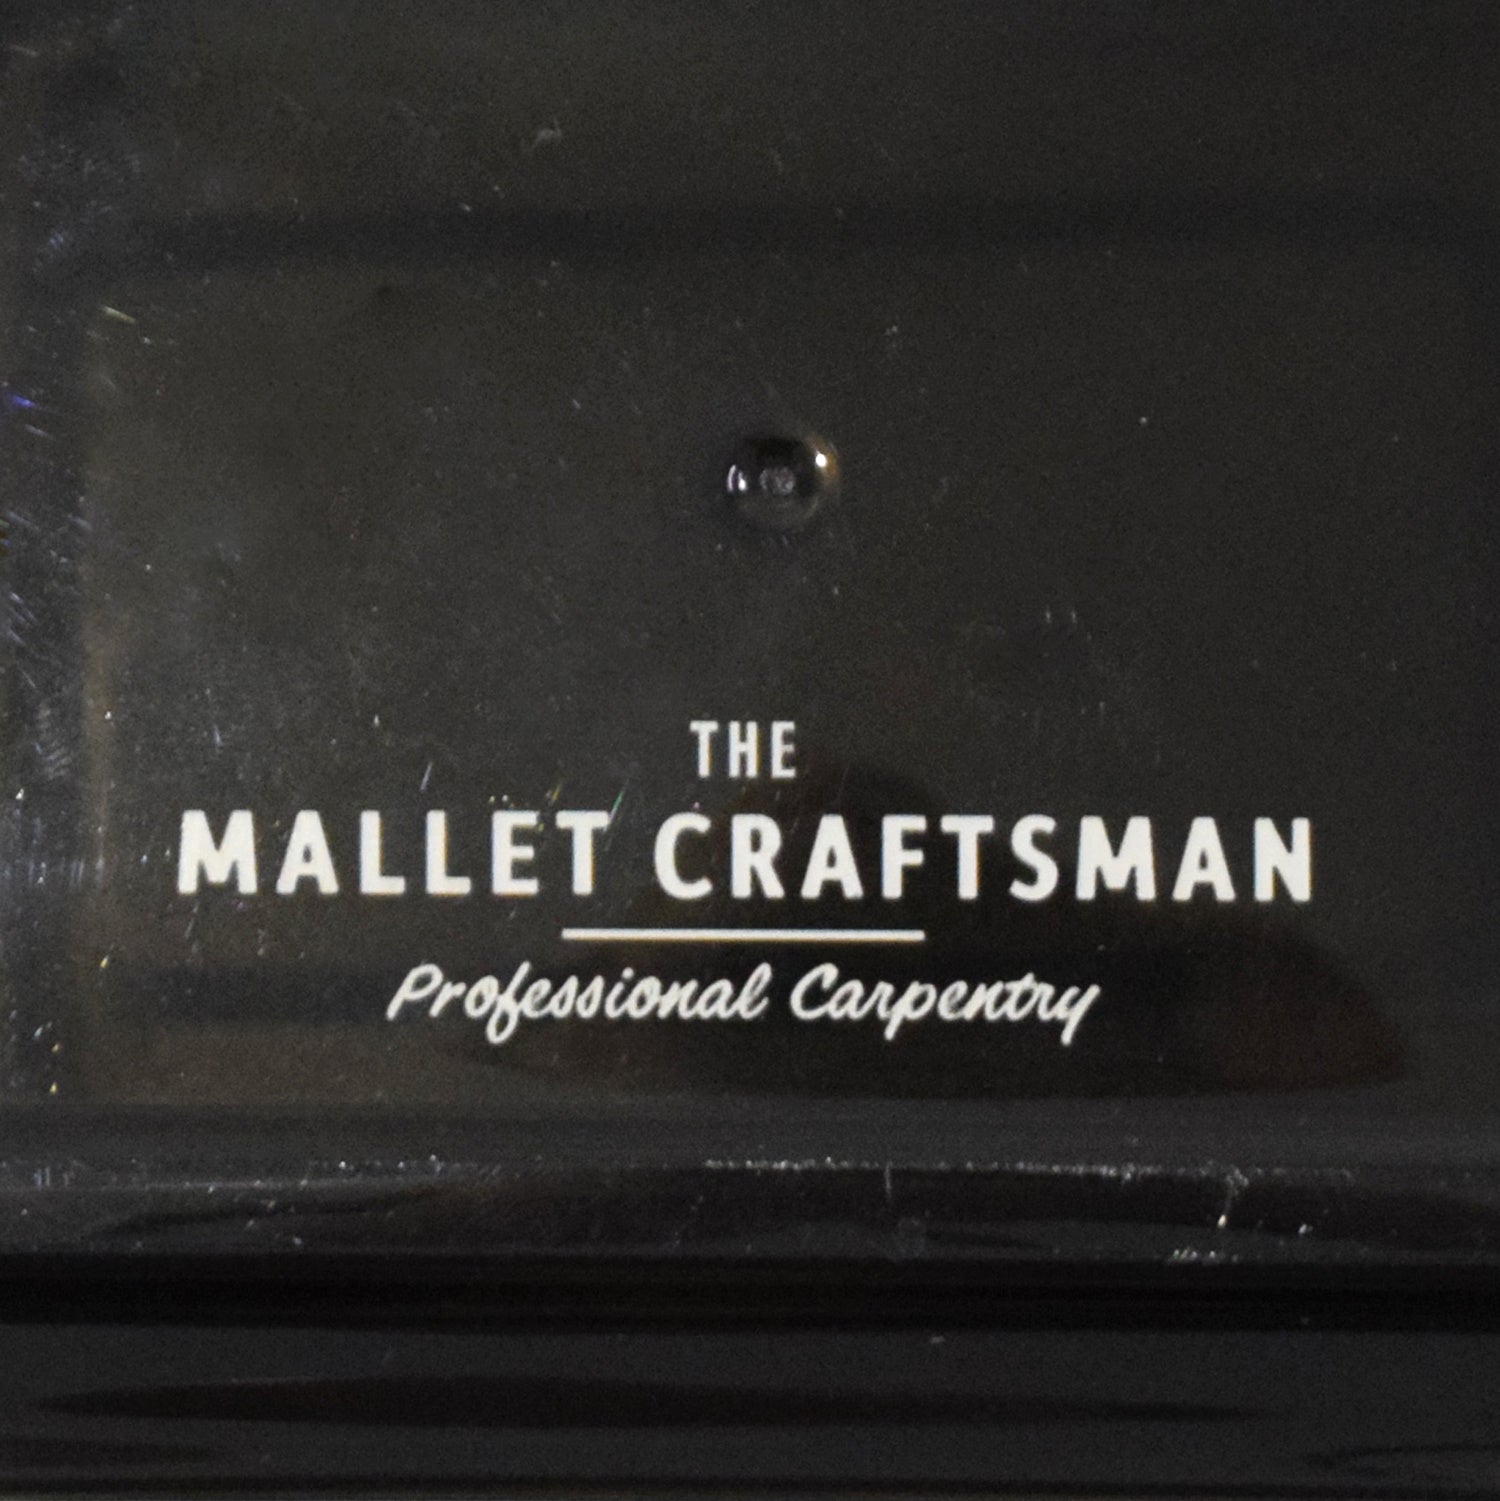 THE
MALLET CRAFTSMAN
Professional Carpentry